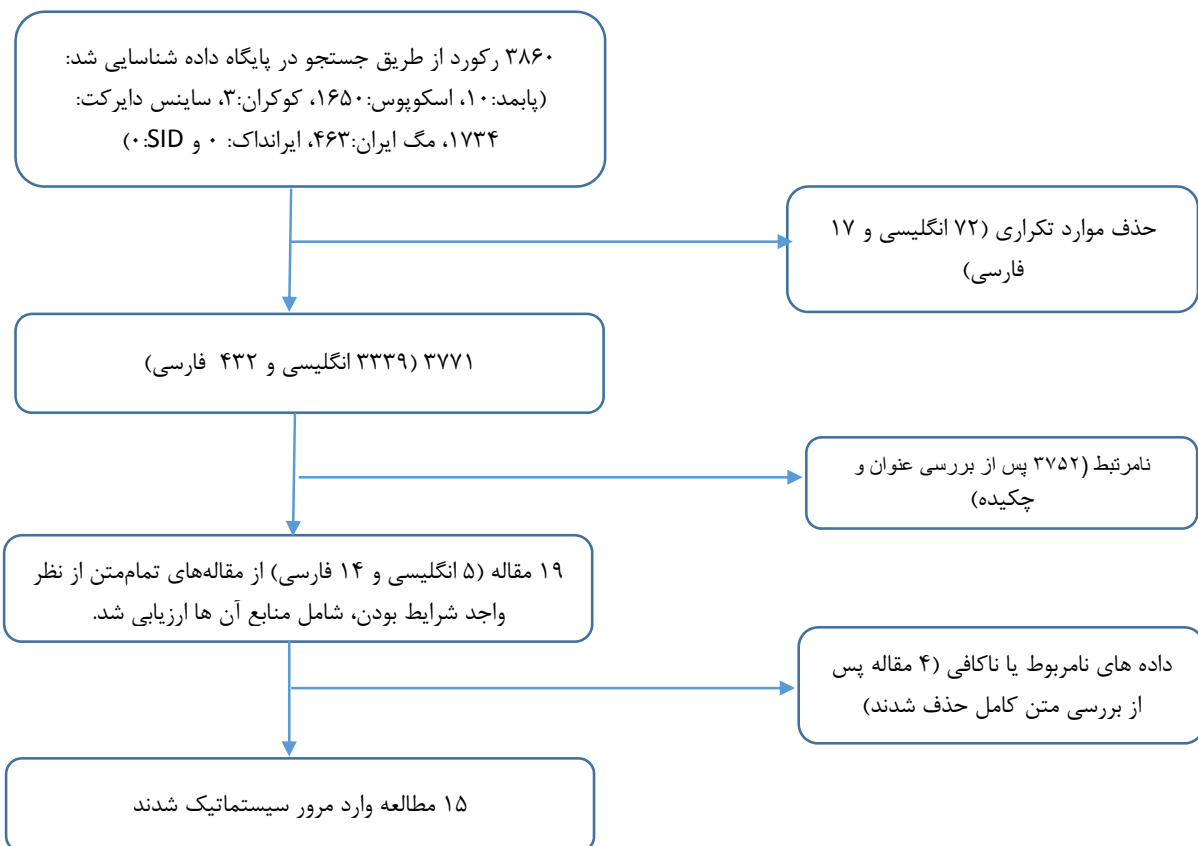 ۳۸۶۰ رکورد از طریق جستجو در پایگاه داده شناسایی شد:
(پابمد:۱۰، اسکوپوس:۱۶۵۰، کوکران:۳، ساینس دایرکت:
۱۷۳۴، مگ ایران:۴۶۳، ایرانداک: ۰ و SID:۰)
حذف موارد تکراری (۷۲ انگلیسی و ۱۷
فارسی)
۳۷۷۱ (۳۳۳۹ انگلیسی و ۴۳۲ فارسی)
نامرتبط (۳۷۵۲ پس از بررسی عنوان و
چکیده)
۱۹ مقاله (۵ انگلیسی و ۱۴ فارسی) از مقاله‌های تمام‌متن از نظر
واجد شرایط بودن، شامل منابع آن ها ارزیابی شد.
داده های نامربوط یا ناکافی (۴ مقاله پس
از بررسی متن کامل حذف شدند)
۱۵ مطالعه وارد مرور سیستماتیک شدند